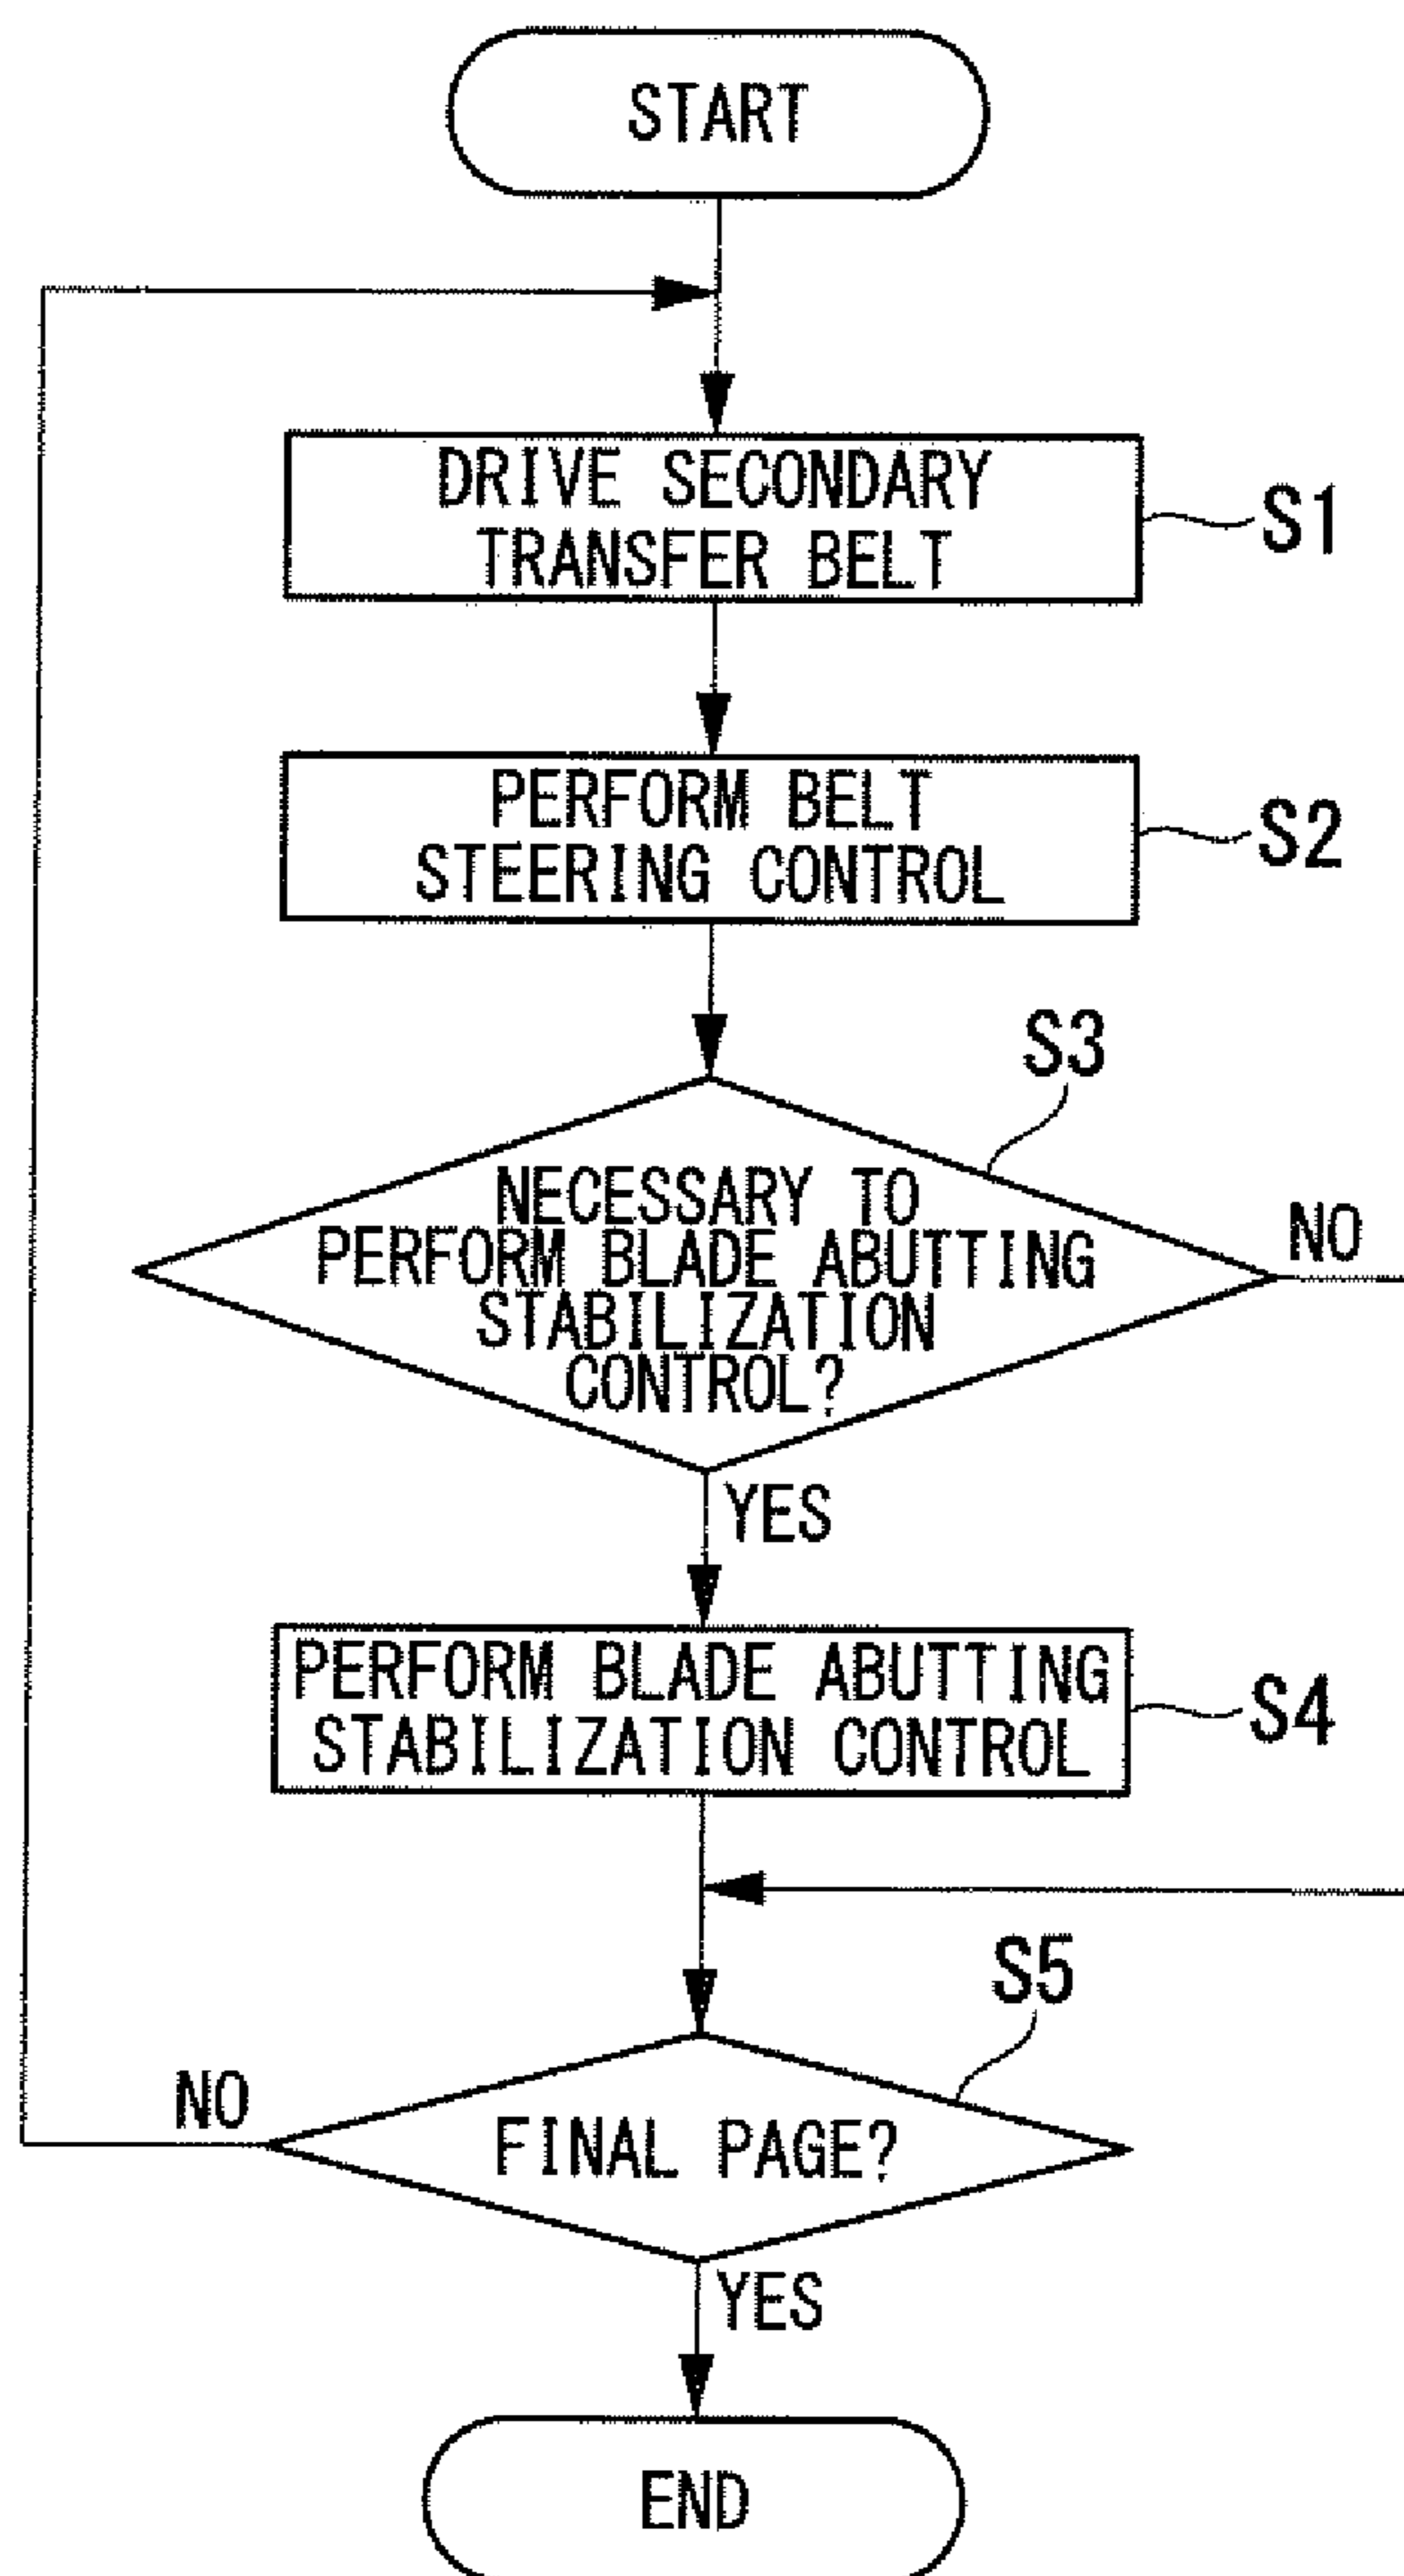 START
DRIVE SECONDARY
TRANSFER BELT
S1
PERFORM BELT
STEERING CONTROL
S2
S3
NECESSARY TO
PERFORM BLADE ABUTTING
STABILIZATION
CONTROL?
NO
YES
PERFORM BLADE ABUTTING
STABILIZATION CONTROL
S4
S5
NO
FINAL PAGE?
YES
END